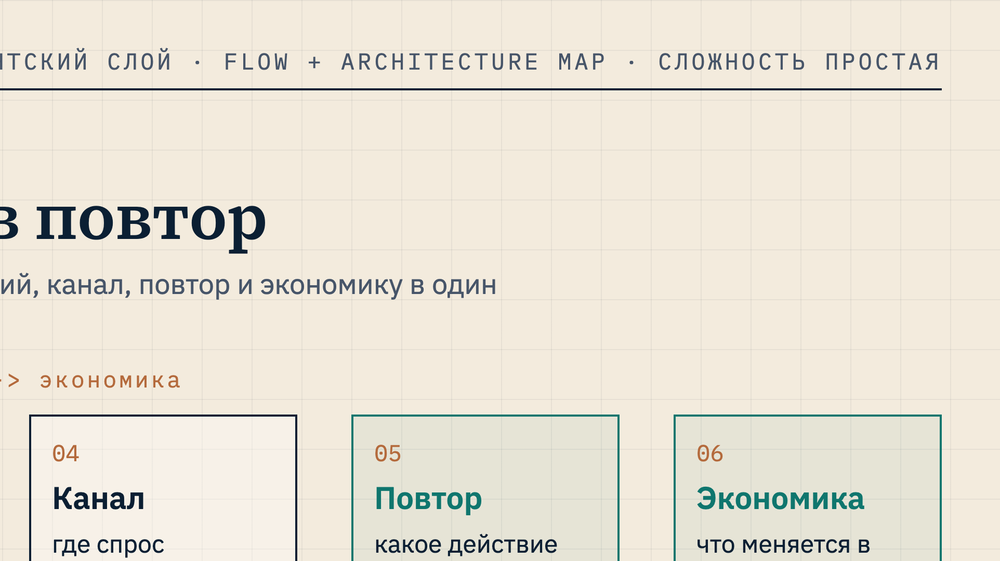 НТСКИЙ СЛОЙ · FLOW + ARCHITECTURE MAP · СЛОЖНОСТЬ ПРОСТАЯ
в повтор
ий, канал, повтор и экономику в один
-> экономика
04
Канал
где спрос
05
Повтор
какое действие
06
Экономика
что меняется в